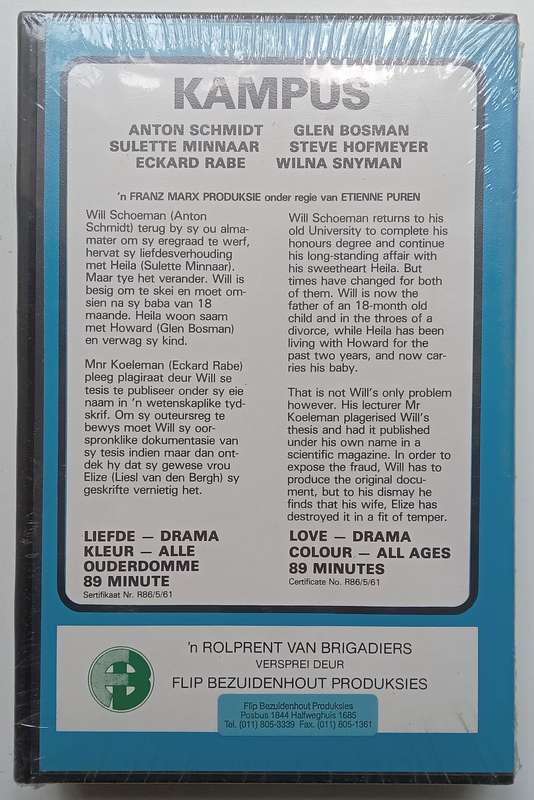 KAMPUS
ANTON SCHMIDT GLEN BOSMAN
SULETTE MINNAAR STEVE HOFMEYER
ECKARD RABE WILNA SNYMAN
'n FRANZ MARX PRODUKSIE onder regie van ETIENNE PUREN
Will Schoeman (Anton
Schmidt) terug by sy ou alma-
mater om sy eregraad te werf,
hervat sy liefdesverhouding
met Heila (Sulette Minnaar).
Maar tye het verander. Will is
besig om te skei en moet om-
sien na sy baba van 18
maande. Heila woon saam
met Howard (Glen Bosman)
en verwag sy kind.
Mnr Koeleman (Eckard Rabe)
pleeg plagiraat deur Will se
tesis te publiseer onder sy eie
naam in 'n wetenskaplike tyd-
skrif. Om sy outeursreg te
bewys moet Will sy oor-
spronklike dokumentasie van
sy tesis indien maar dan ont-
dek hy dat sy gewese vrou
Elize (Liesl van den Bergh) sy
geskrifte vernietig het.
LIEFDE — DRAMA
KLEUR — ALLE
OUDERDOMME
89 MINUTE
Sertifikaat Nr. R86/5/61
Will Schoeman returns to his
old University to complete his
honours degree and continue
his long-standing affair with
his sweetheart Heila. But
times have changed for both
of them. Will is now the
father of an 18-month old
child and in the throes of a
divorce, while Heila has been
living with Howard for the
past two years, and now car-
ries his baby.
That is not Will's only problem
however. His lecturer Mr
Koeleman plagerised Will's
thesis and had it published
under his own name in a
scientific magazine. In order to
expose the fraud, Will has to
produce the original docu-
ment, but to his dismay he
finds that his wife, Elize has
destroyed it in a fit of temper.
LOVE — DRAMA
COLOUR — ALL AGES
89 MINUTES
Certificate No. R86/5/61
'n ROLPRENT VAN BRIGADIERS
VERSPREI DEUR
FLIP BEZUIDENHOUT PRODUKSIES
Flip Bezuidenhout Produksies
Posbus 1844 Halfweghuis 1685
Tel. (011) 805-3339 Fax. (011) 805-1361